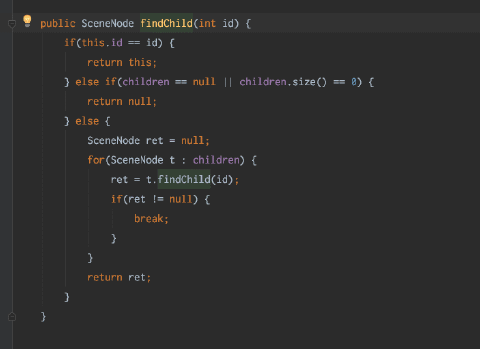 public SceneNode findChild(int id) {
if(this.id == id) {
return this;
} else if(children == null || children.size() == 0) {
return null;
} else {
SceneNode ret = null;
for(SceneNode t : children) {
ret = t.findChild(id);
if(ret != null) {
break;
}
}
return ret;
}
}